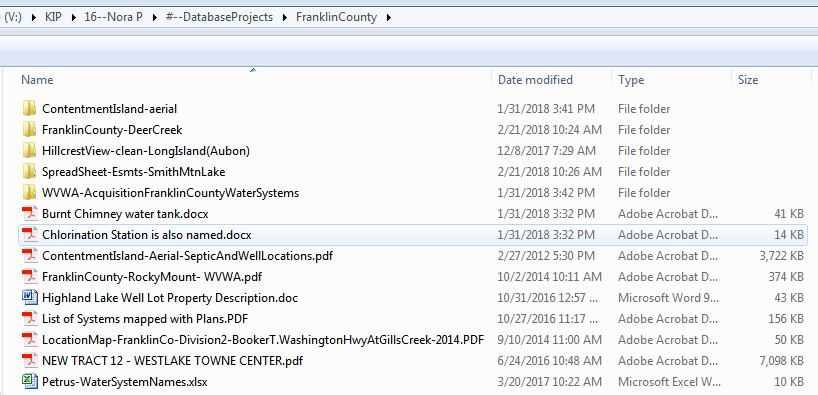 (V:) KIP 16--Nora P #--DatabaseProjects FranklinCounty
Name Date modified Type Size
ContentmentIsland-aerial 1/31/2018 3:41 PM File folder
FranklinCounty-DeerCreek 2/21/2018 10:24 AM File folder
HillcrestView-clean-LongIsland(Aubon) 12/8/2017 7:29 AM File folder
SpreadSheet-Esmts-SmithMtnLake 2/21/2018 10:26 AM File folder
WVWA-AcquisitionFranklinCountyWaterSystems 1/31/2018 3:42 PM File folder
Burnt Chimney water tank.docx 1/31/2018 3:32 PM Adobe Acrobat D... 41 KB
Chlorination Station is also named.docx 1/31/2018 3:32 PM Adobe Acrobat D... 14 KB
ContentmentIsland-Aerial-SepticAndWellLocations.pdf 2/27/2012 5:30 PM Adobe Acrobat D... 3,722 KB
FranklinCounty-RockyMount- WVWA.pdf 10/2/2014 10:11 AM Adobe Acrobat D... 374 KB
Highland Lake Well Lot Property Description.doc 10/31/2016 12:57 ... Microsoft Word 9... 43 KB
List of Systems mapped with Plans.PDF 10/27/2016 11:17 ... Adobe Acrobat D... 156 KB
LocationMap-FranklinCo-Division2-BookerT.WashingtonHwyAtGillsCreek-2014.PDF 9/10/2014 11:00 AM Adobe Acrobat D... 50 KB
NEW TRACT 12 - WESTLAKE TOWNE CENTER.pdf 6/24/2016 10:48 AM Adobe Acrobat D... 7,098 KB
Petrus-WaterSystemNames.xlsx 3/20/2017 10:22 AM Microsoft Excel W... 10 KB